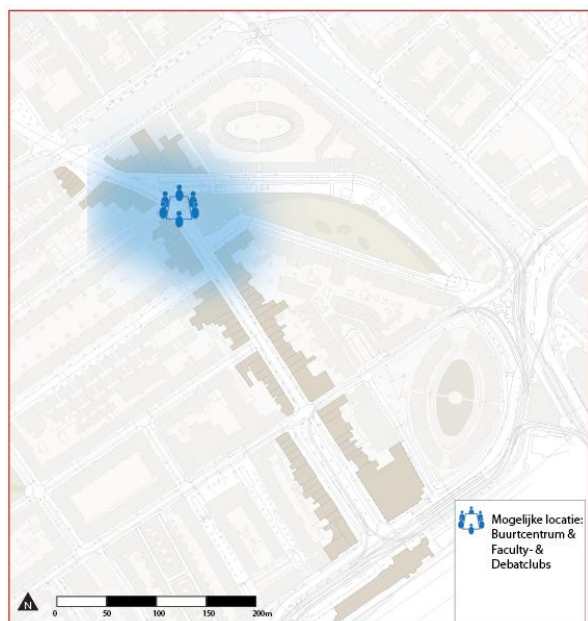 Mogelijke locatie:
Buurtcentrum &
Faculty- &
Debatclubs
N
0 50 100 150 200m